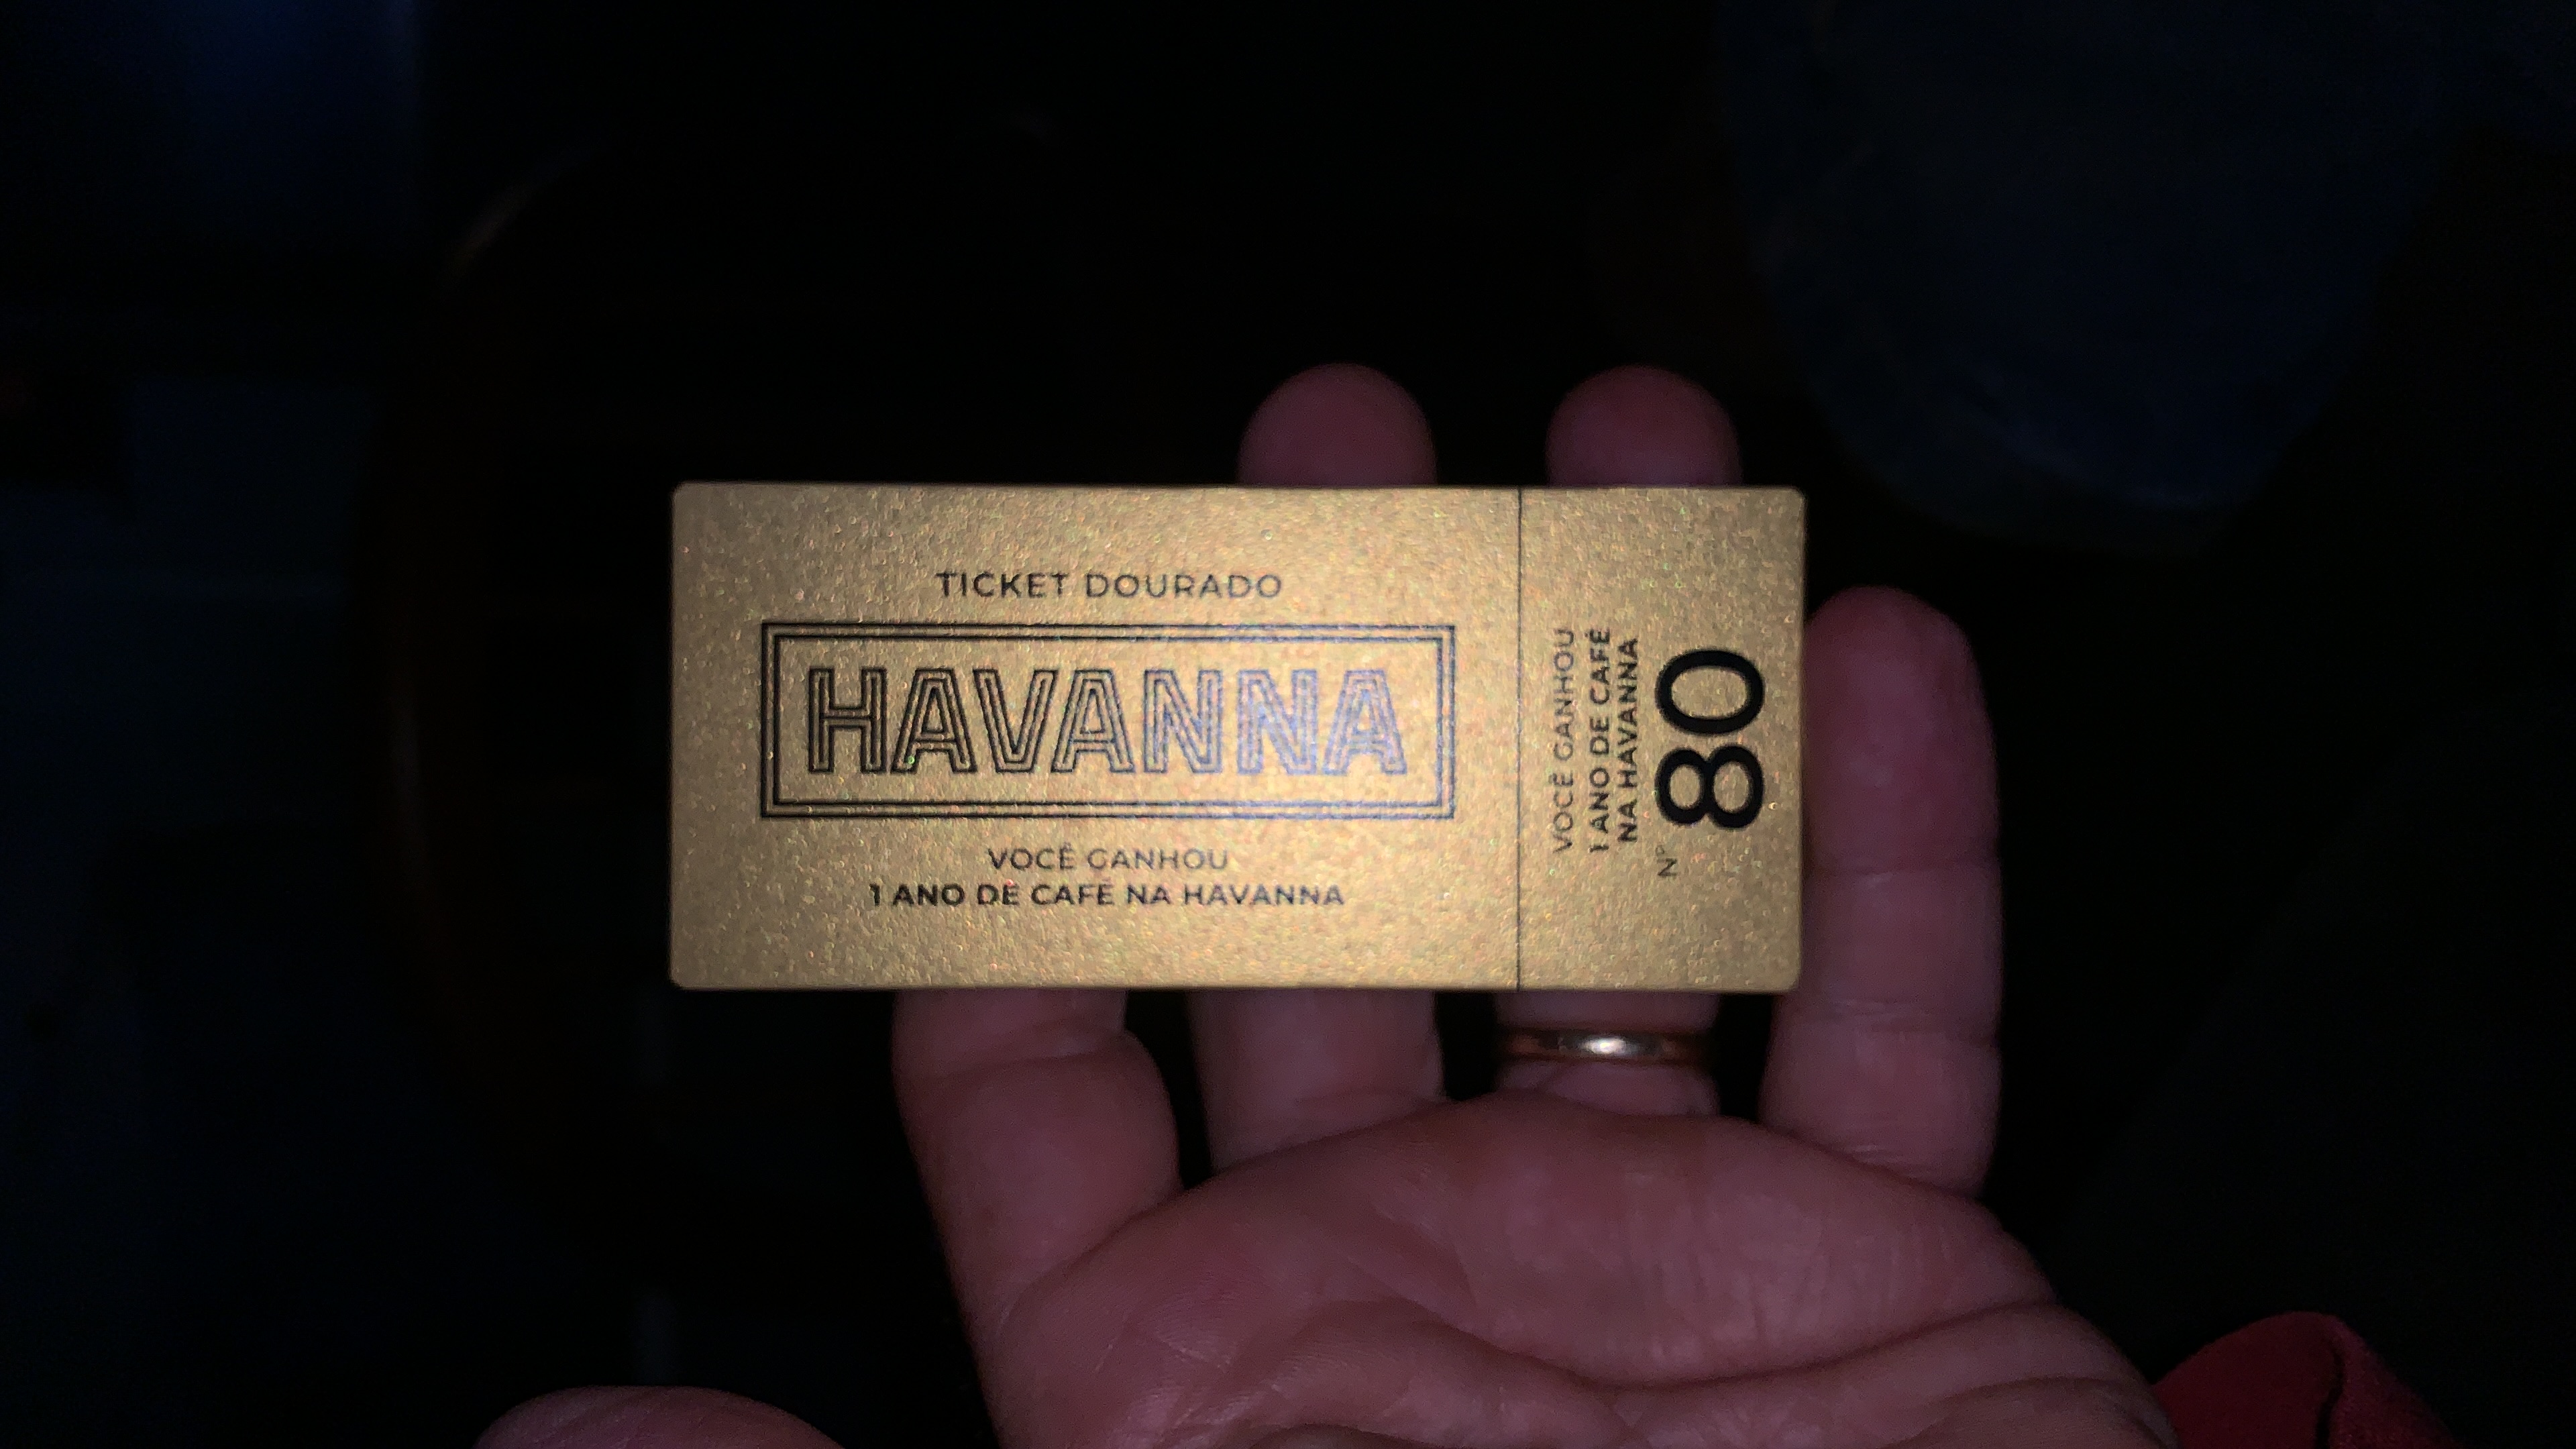 TICKET DOURADO
HAVANNA
VOCÊ GANHOU
1 ANO DE CAFÉ NA HAVANNA
VOCÊ GANHOU
1 ANO DE CAFÉ
NA HAVANNA
Nº 80